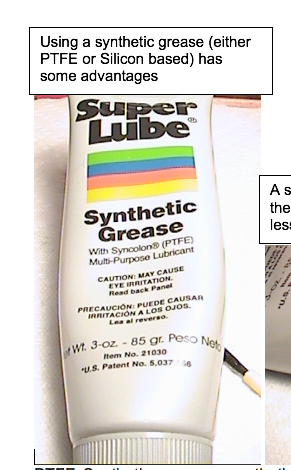 Using a synthetic grease (either
PTFE or Silicon based) has
some advantages
Super
Lube®
Synthetic
Grease
With Syncolon® (PTFE)
Multi-Purpose Lubricant
CAUTION: MAY CAUSE
EYE IRRITATION.
Read back Panel
PRECAUCIÓN: PUEDE CAUSAR
IRRITACIÓN A LOS OJOS.
Lea al reverso.
Wt. 3-oz. - 85 gr. Peso Neto
Item No. 21030
*U.S. Patent No. 5,037,
A s
the
les